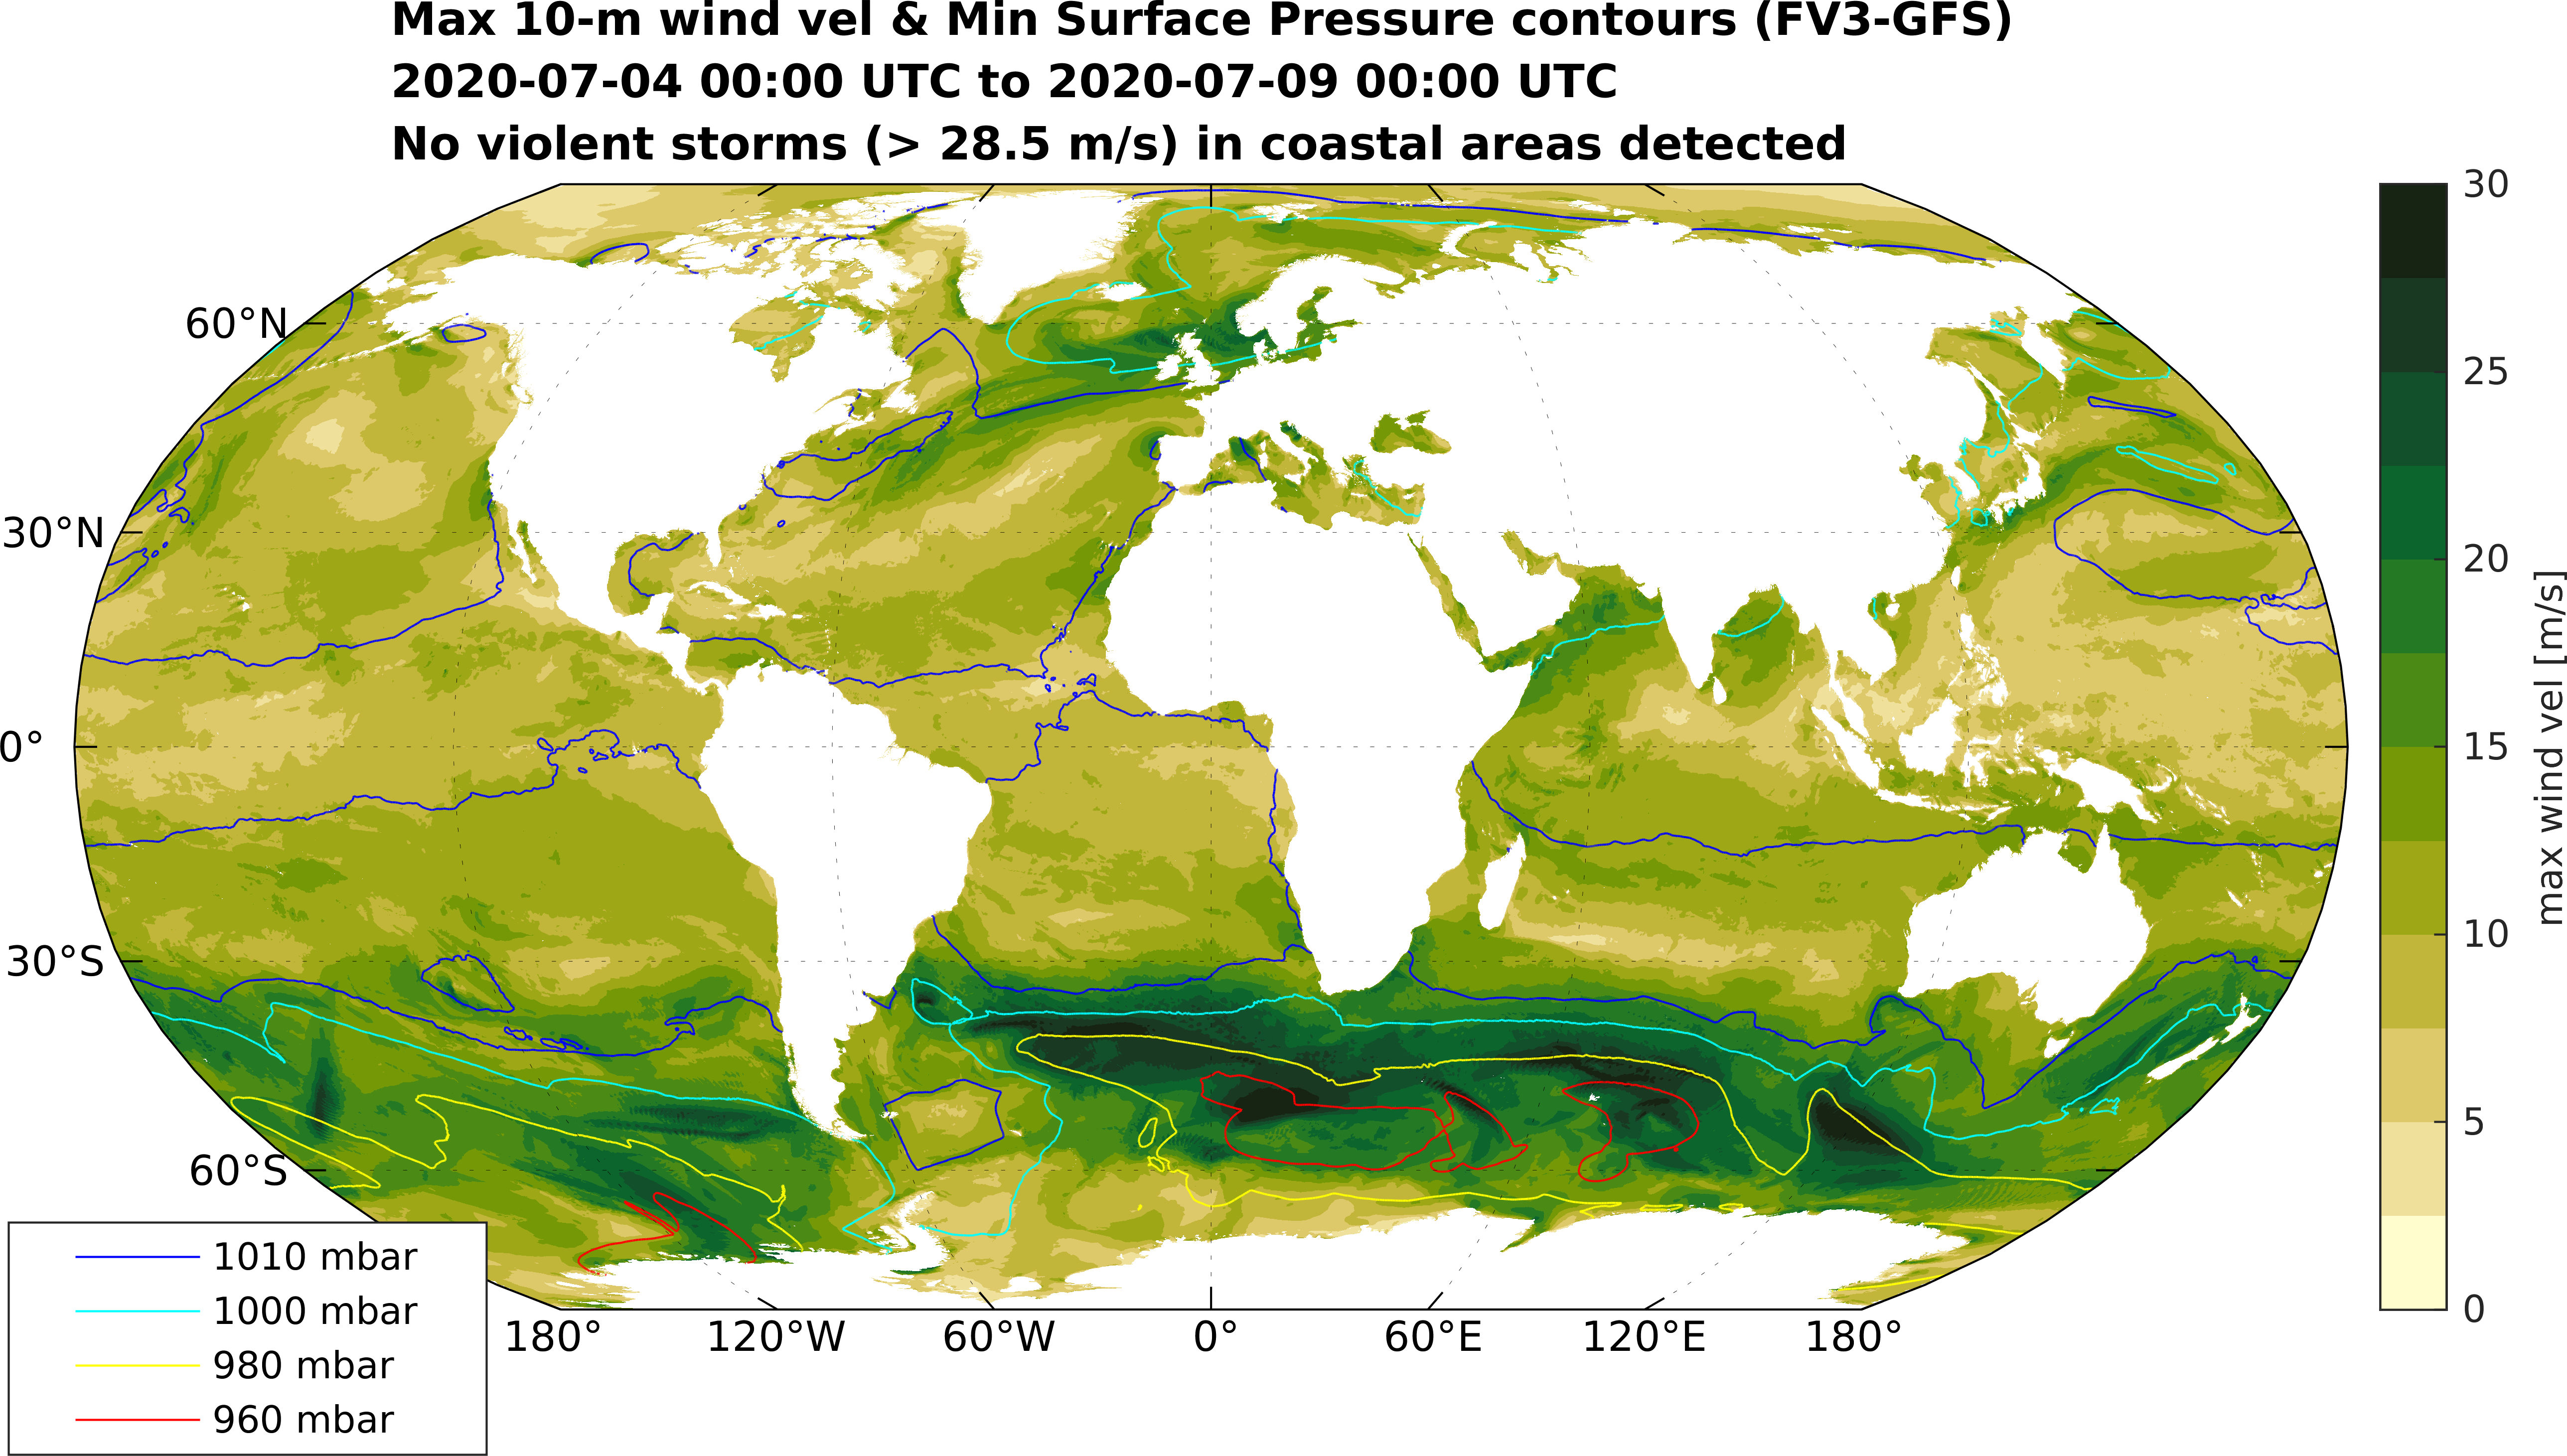 Max 10-m wind vel & Min Surface Pressure contours (FV3-GFS)
2020-07-04 00:00 UTC to 2020-07-09 00:00 UTC
No violent storms (> 28.5 m/s) in coastal areas detected
60°N
30°N
0°
30°S
60°S
180°
120°W
60°W
0°
60°E
120°E
180°
1010 mbar
1000 mbar
980 mbar
960 mbar
30
25
20
15
10
5
0
max wind vel [m/s]